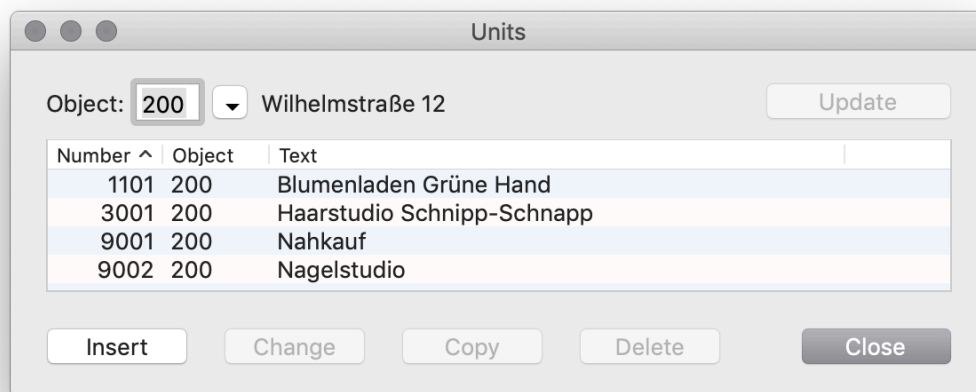 Units
Object: 200 Wilhelmstraße 12 Update
Number Object Text
1101 200 Blumenladen Grüne Hand
3001 200 Haarstudio Schnipp-Schnapp
9001 200 Nahkauf
9002 200 Nagelstudio
Insert Change Copy Delete Close